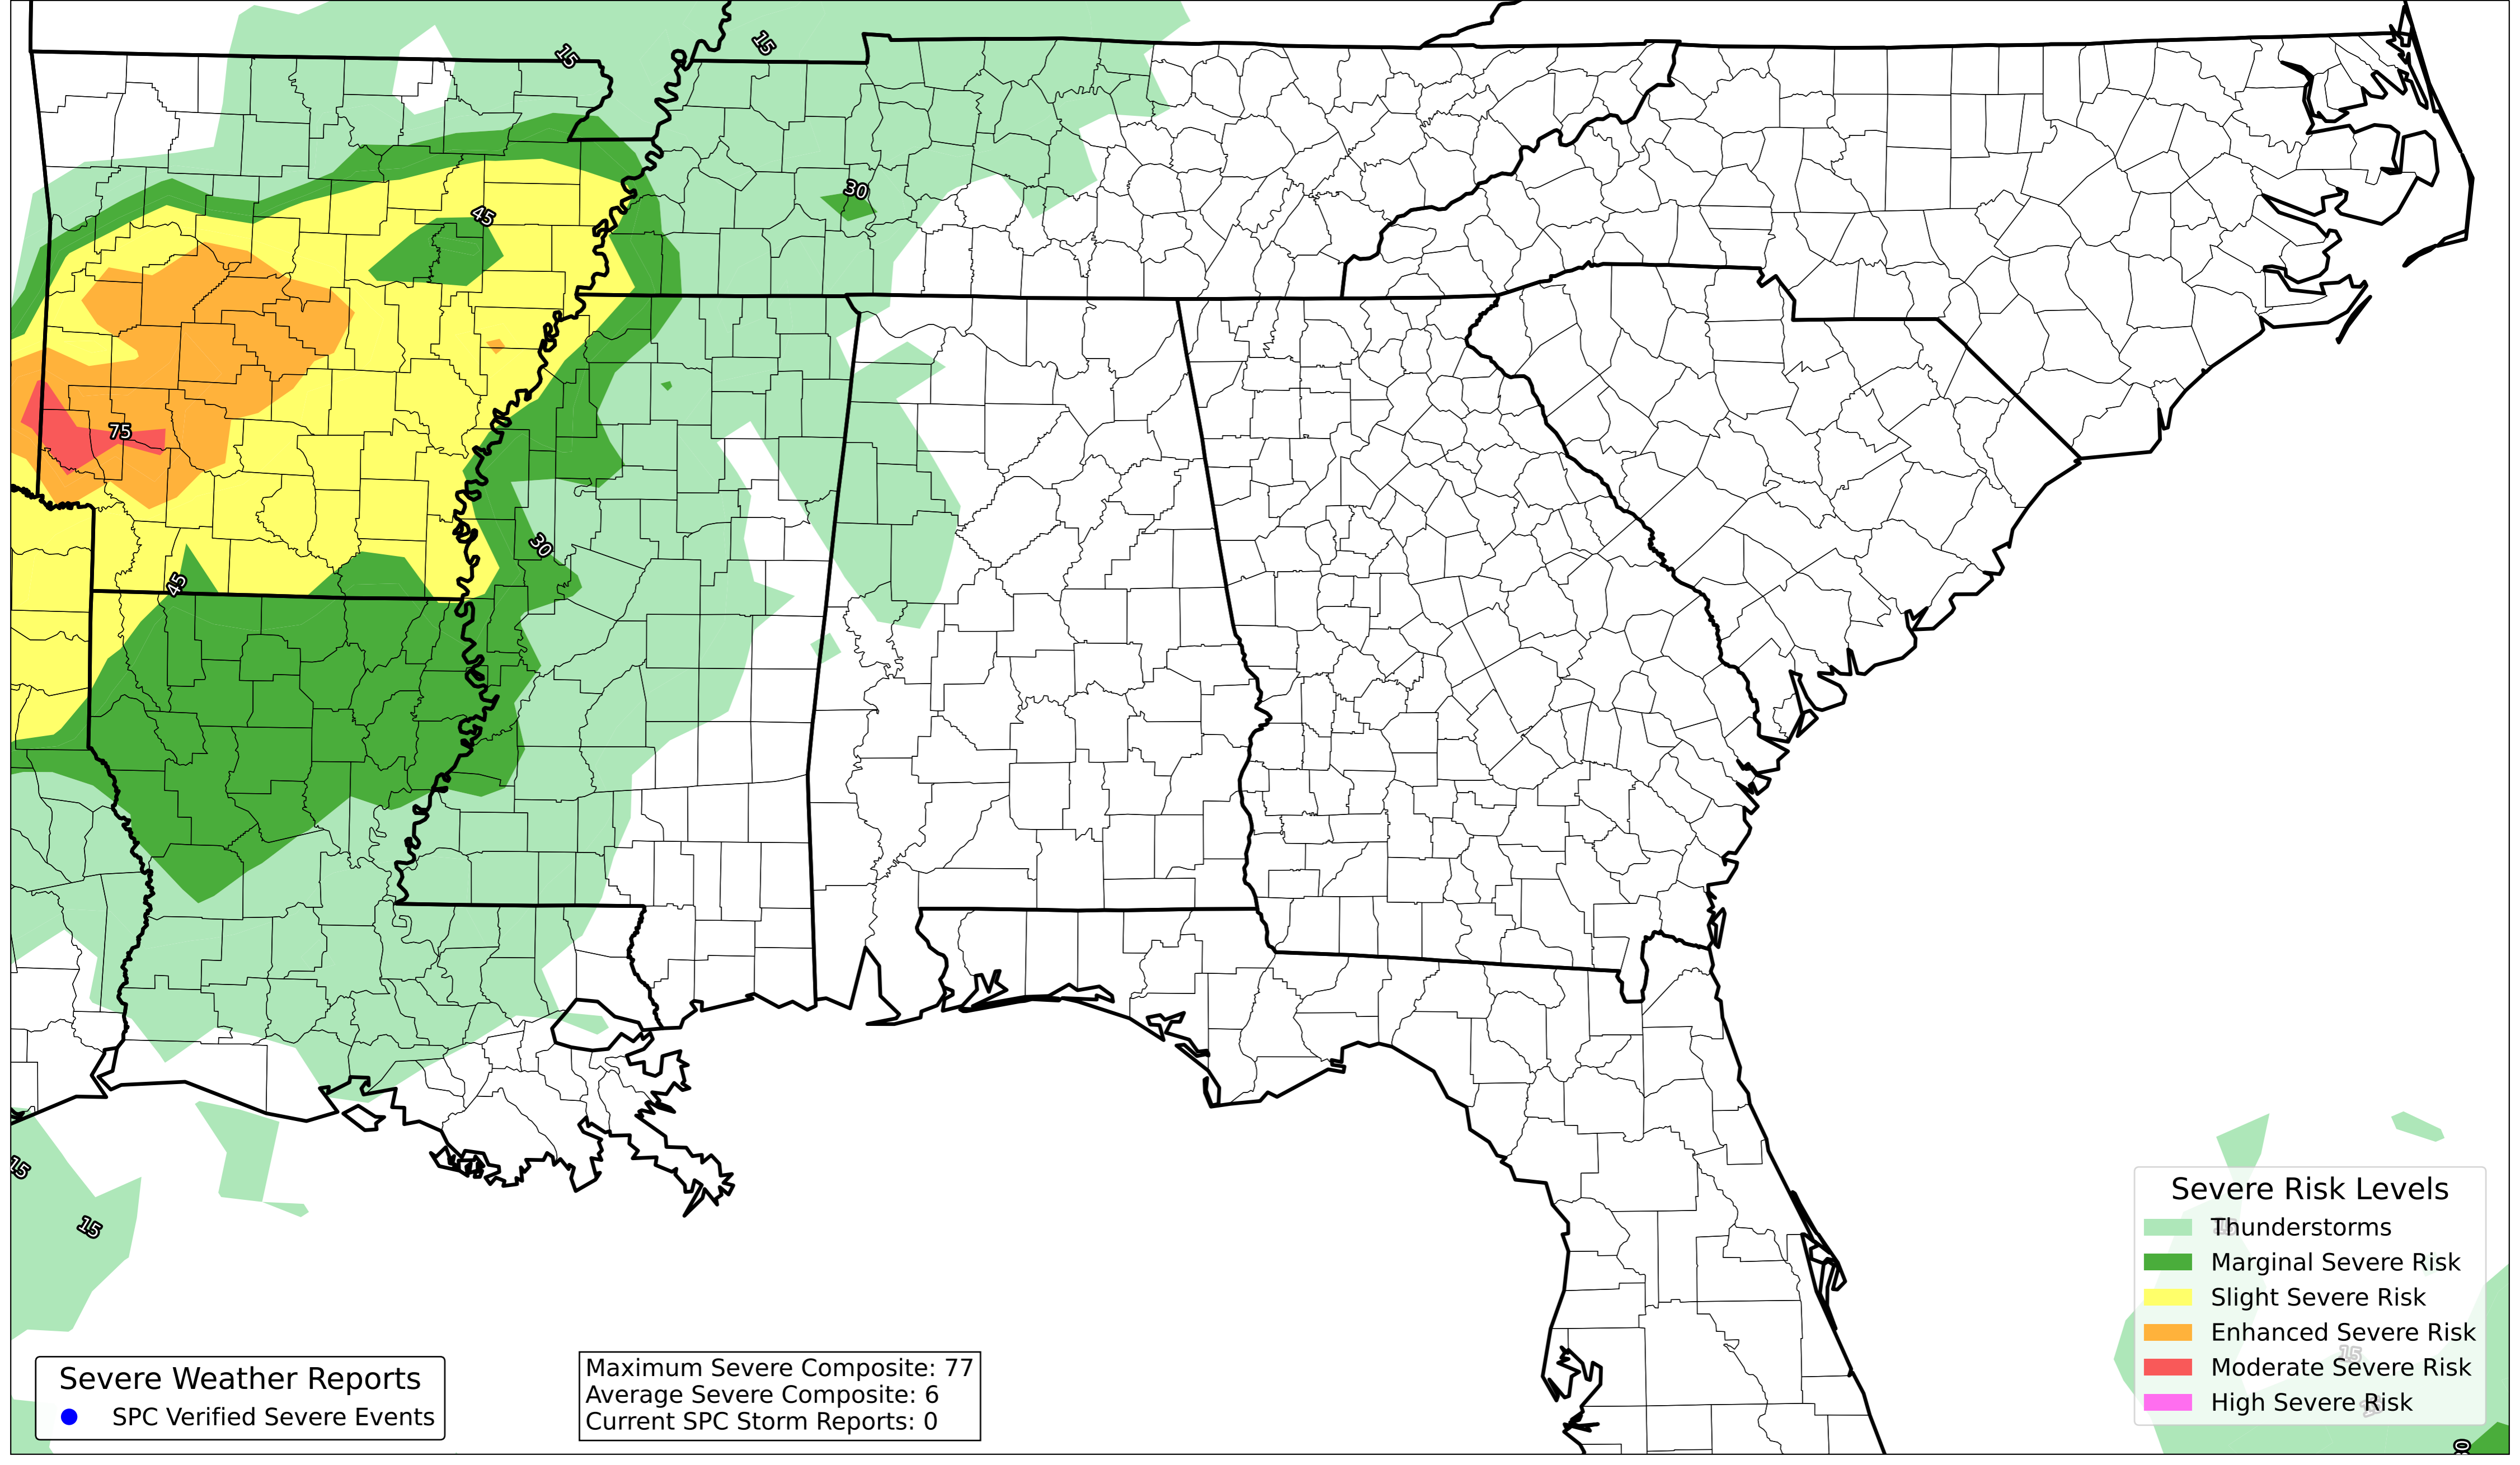 15
15
30
45
75
30
45
15
15
Severe Risk Levels
Thunderstorms
Marginal Severe Risk
Slight Severe Risk
Enhanced Severe Risk
Moderate Severe Risk
High Severe Risk
15
Severe Weather Reports
SPC Verified Severe Events
Maximum Severe Composite: 77
Average Severe Composite: 6
Current SPC Storm Reports: 0